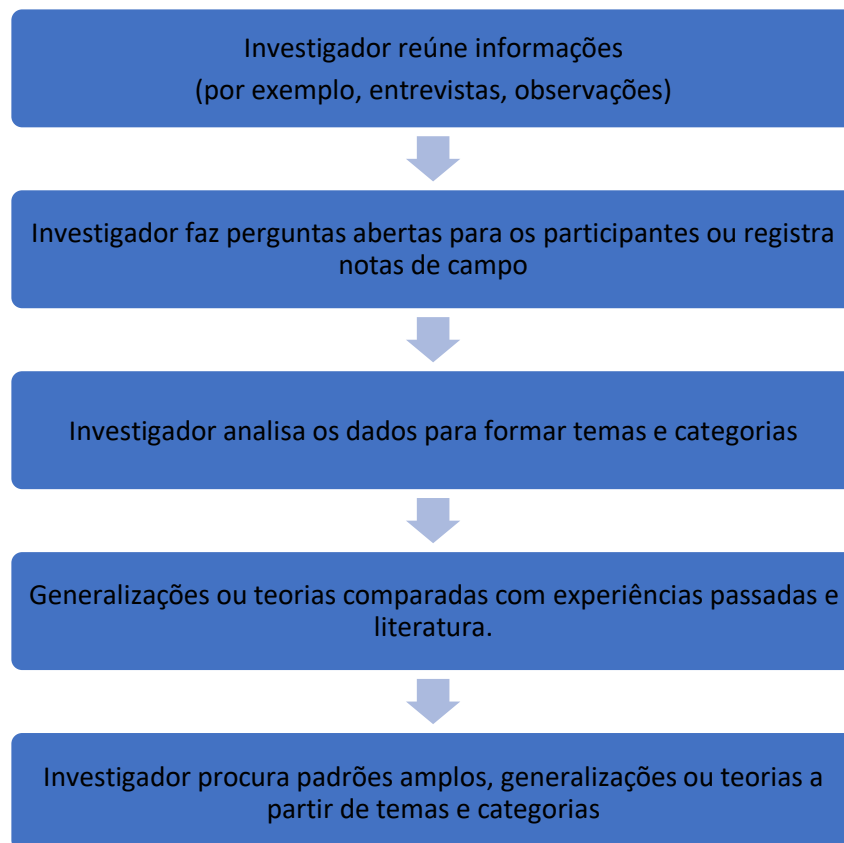 Investigador reúne informações
(por exemplo, entrevistas, observações)
Investigador faz perguntas abertas para os participantes ou registra
notas de campo
Investigador analisa os dados para formar temas e categorias
Generalizações ou teorias comparadas com experiências passadas e
literatura.
Investigador procura padrões amplos, generalizações ou teorias a
partir de temas e categorias